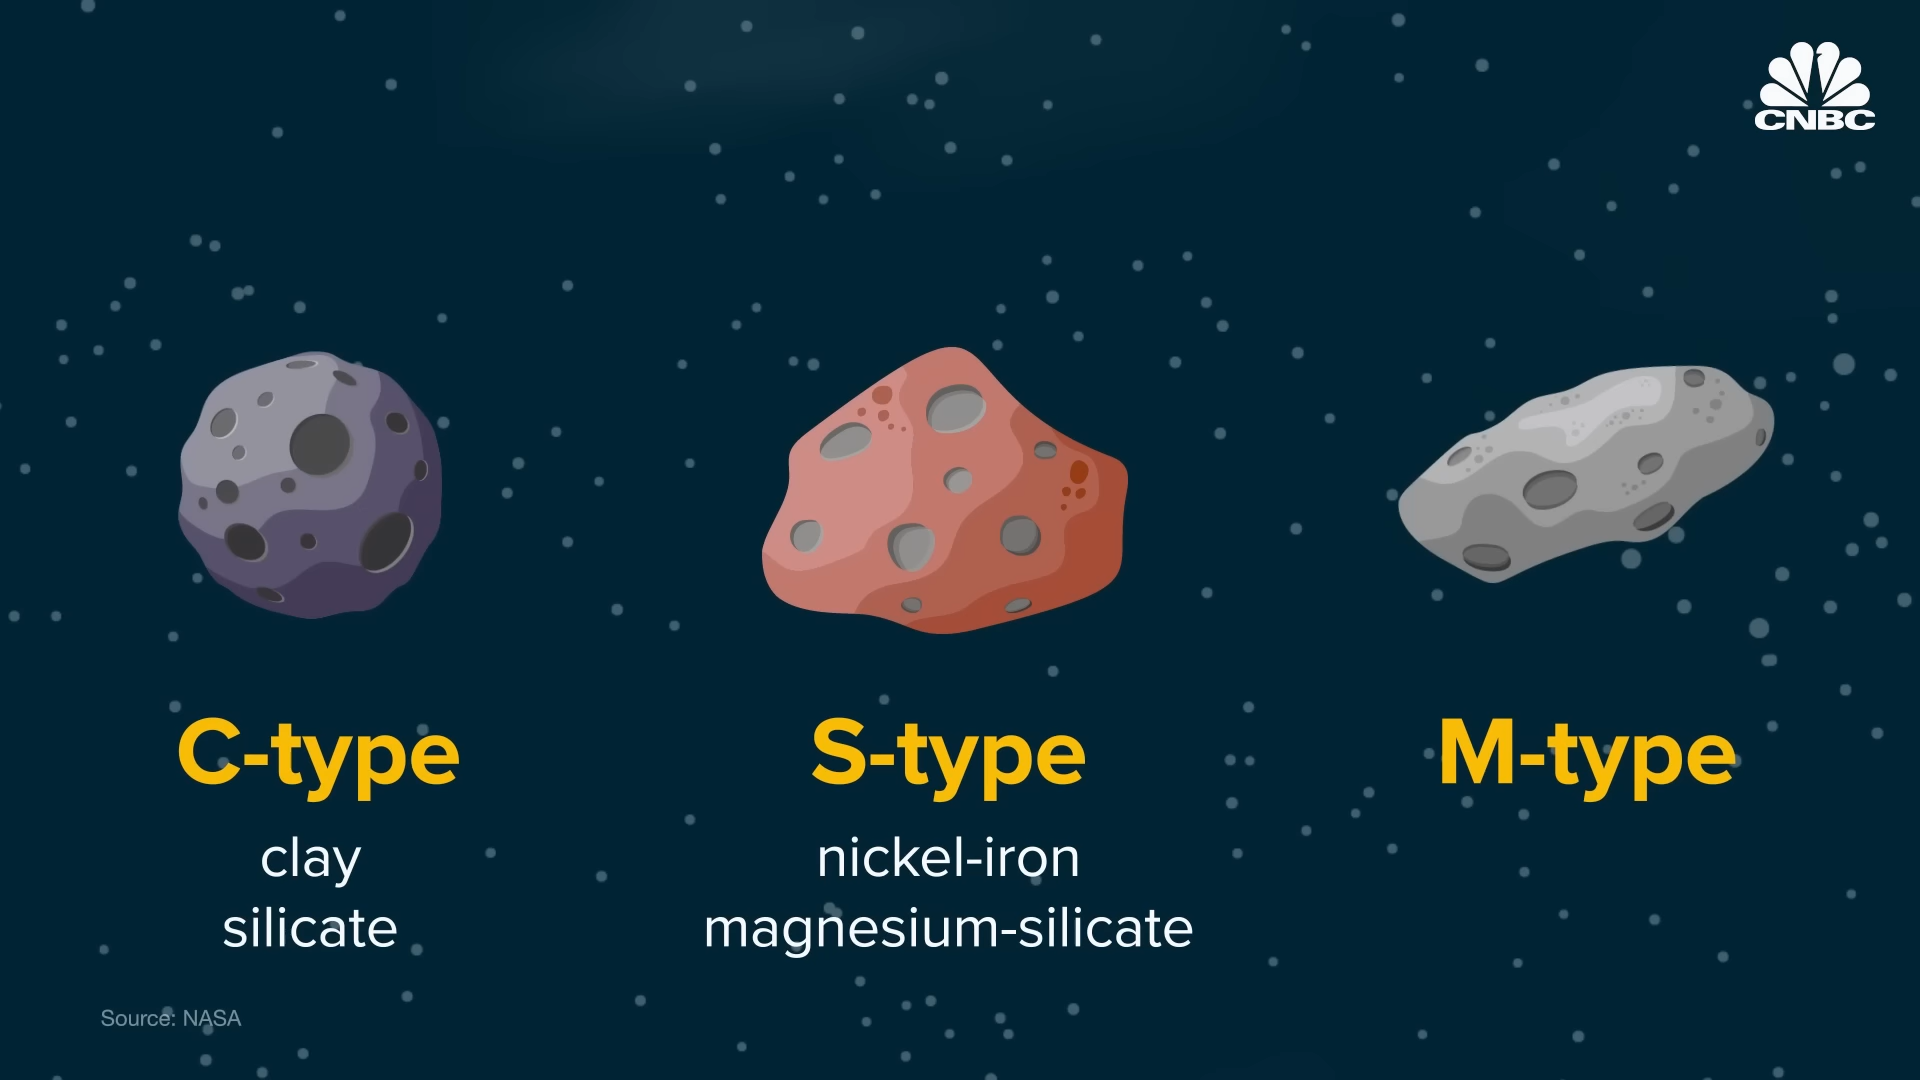 CNBC
C-type
S-type
M-type
clay
silicate
nickel-iron
magnesium-silicate
Source: NASA